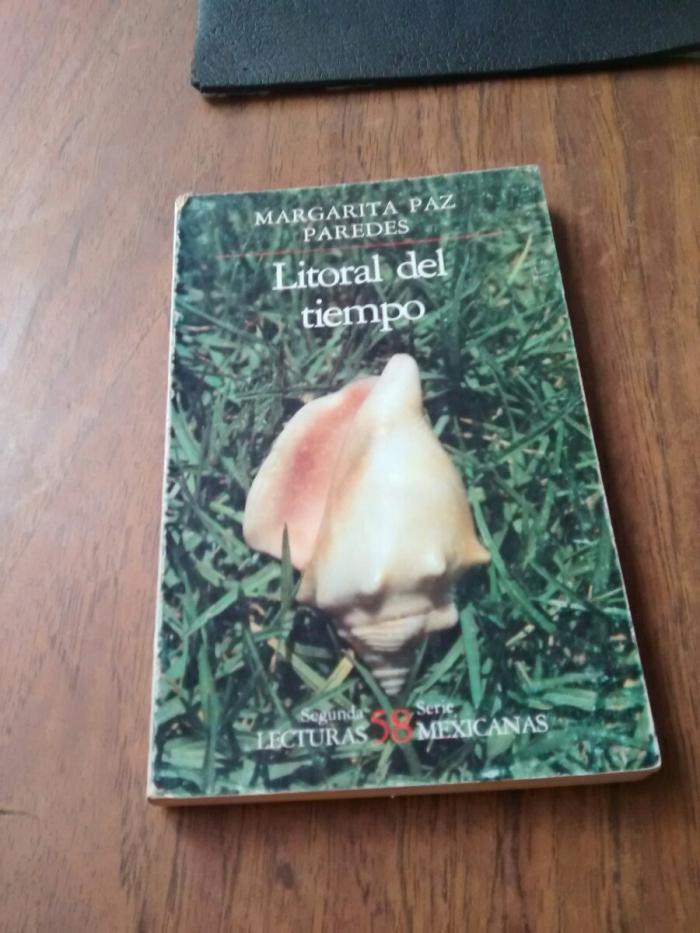 MARGARITA PAZ
PAREDES
Litoral del
tiempo
Segunda 58 Serie
LECTURAS MEXICANAS